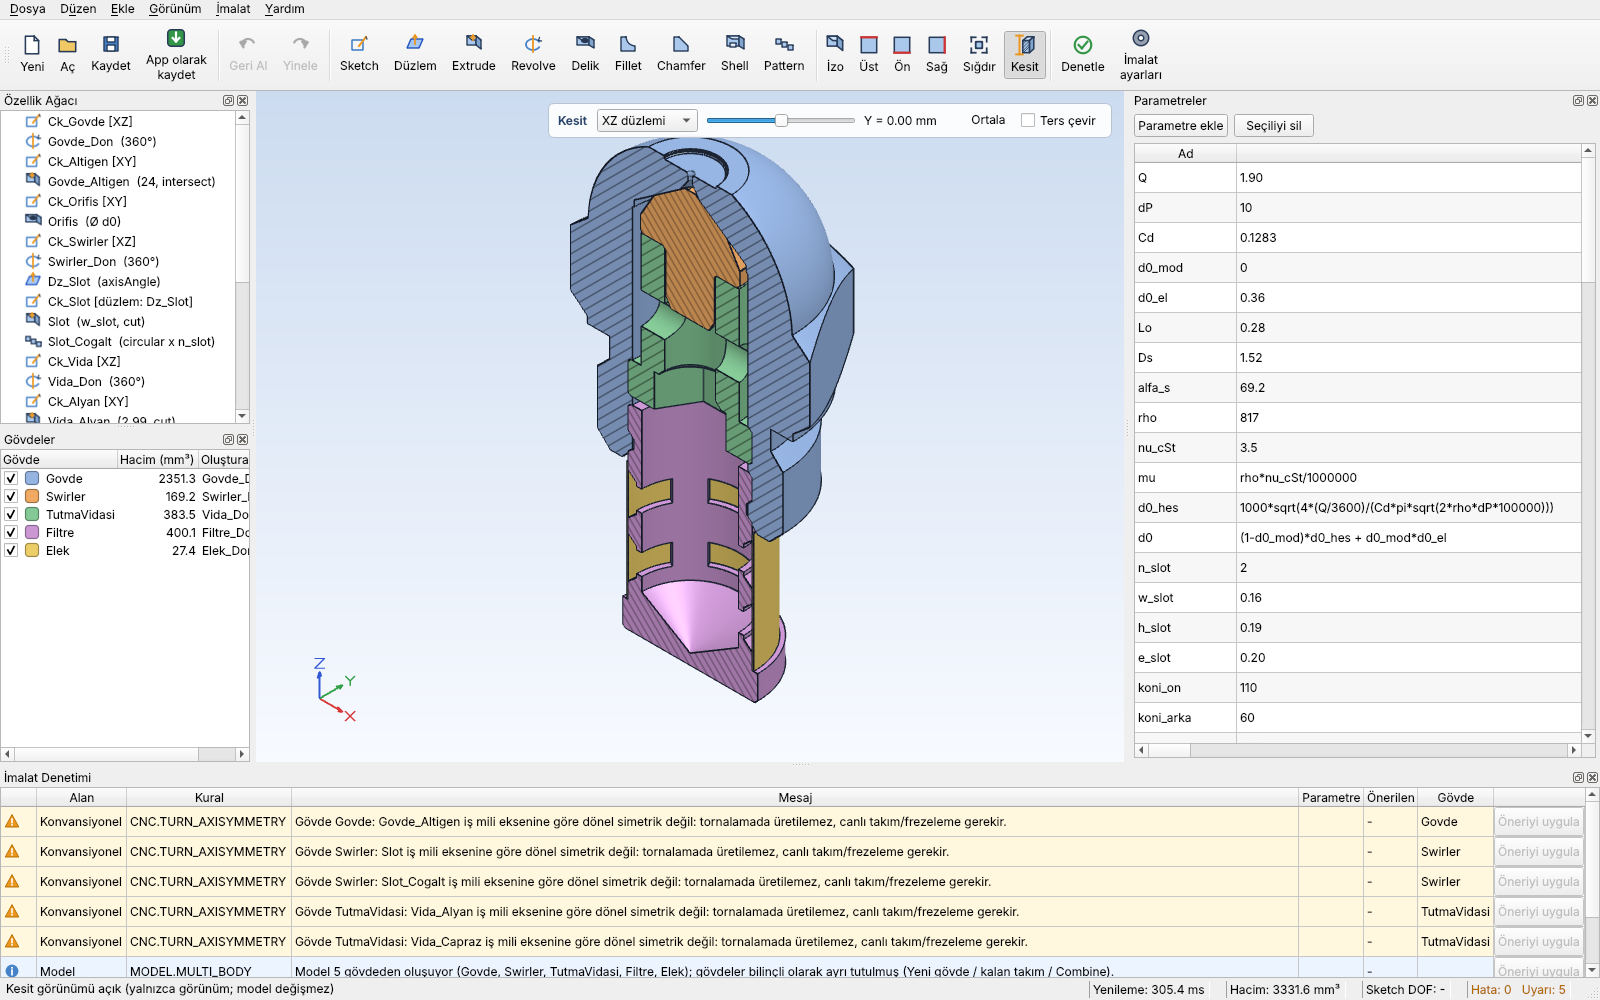 Dosya Düzen Ekle Görünüm İmalat Yardım
Yeni Aç Kaydet App olarak kaydet Geri Al Yinele Sketch Düzlem Extrude Revolve Delik Fillet Chamfer Shell Pattern İzo Üst Ön Sağ Sığdır Kesit Denetle İmalat ayarları
Özellik Ağacı
Ck_Govde [XZ]
Govde_Don (360°)
Ck_Altigen [XY]
Govde_Altigen (24, intersect)
Ck_Orifis [XY]
Orifis (Ø d0)
Ck_Swirler [XZ]
Swirler_Don (360°)
Dz_Slot (axisAngle)
Ck_Slot [düzlem: Dz_Slot]
Slot (w_slot, cut)
Slot_Cogalt (circular x n_slot)
Ck_Vida [XZ]
Vida_Don (360°)
Ck_Alyan [XY]
Vida_Alyan (2.99, cut)
Gövdeler
Gövde Hacim (mm³) Oluştura
Govde 2351.3 Govde_D
Swirler 169.2 Swirler_
TutmaVidasi 383.5 Vida_Do
Filtre 400.1 Filtre_Do
Elek 27.4 Elek_Don
Kesit XZ düzlemi Y = 0.00 mm Ortala Ters çevir
Z
Y
X
Parametreler
Parametre ekle Seçiliyi sil
Ad
Q 1.90
dP 10
Cd 0.1283
d0_mod 0
d0_el 0.36
Lo 0.28
Ds 1.52
alfa_s 69.2
rho 817
nu_cSt 3.5
mu rho*nu_cSt/1000000
d0_hes 1000*sqrt(4*(Q/3600)/(Cd*pi*sqrt(2*rho*dP*100000)))
d0 (1-d0_mod)*d0_hes + d0_mod*d0_el
n_slot 2
w_slot 0.16
h_slot 0.19
e_slot 0.20
koni_on 110
koni_arka 60
İmalat Denetimi
Alan Kural Mesaj Parametre Önerilen Gövde
Konvansiyonel CNC.TURN_AXISYMMETRY Gövde Govde: Govde_Altigen iş mili eksenine göre dönel simetrik değil: tornalamada üretilemez, canlı takım/frezeleme gerekir. - Govde Öneriyi uygula
Konvansiyonel CNC.TURN_AXISYMMETRY Gövde Swirler: Slot iş mili eksenine göre dönel simetrik değil: tornalamada üretilemez, canlı takım/frezeleme gerekir. - Swirler Öneriyi uygula
Konvansiyonel CNC.TURN_AXISYMMETRY Gövde Swirler: Slot_Cogalt iş mili eksenine göre dönel simetrik değil: tornalamada üretilemez, canlı takım/frezeleme gerekir. - Swirler Öneriyi uygula
Konvansiyonel CNC.TURN_AXISYMMETRY Gövde TutmaVidasi: Vida_Alyan iş mili eksenine göre dönel simetrik değil: tornalamada üretilemez, canlı takım/frezeleme gerekir. - TutmaVidasi Öneriyi uygula
Konvansiyonel CNC.TURN_AXISYMMETRY Gövde TutmaVidasi: Vida_Capraz iş mili eksenine göre dönel simetrik değil: tornalamada üretilemez, canlı takım/frezeleme gerekir. - TutmaVidasi Öneriyi uygula
Model MODEL.MULTI_BODY Model 5 gövdeden oluşuyor (Govde, Swirler, TutmaVidasi, Filtre, Elek); gövdeler bilinçli olarak ayrı tutulmuş (Yeni gövde / kalan takım / Combine). - Öneriyi uygula
Kesit görünümü açık (yalnızca görünüm; model değişmez) Yenileme: 305.4 ms Hacim: 3331.6 mm³ Sketch DOF: - Hata: 0 Uyarı: 5